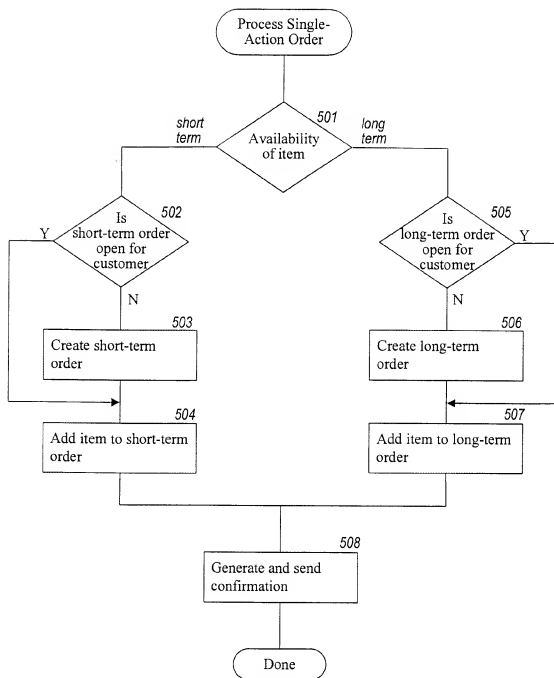 Process Single-
Action Order
501
short
term
long
term
Availability
of item
502
505
Is
short-term order
open for
customer
Y
N
Is
long-term order
open for
customer
Y
N
503
Create short-term
order
506
Create long-term
order
504
Add item to short-term
order
507
Add item to long-term
order
508
Generate and send
confirmation
Done